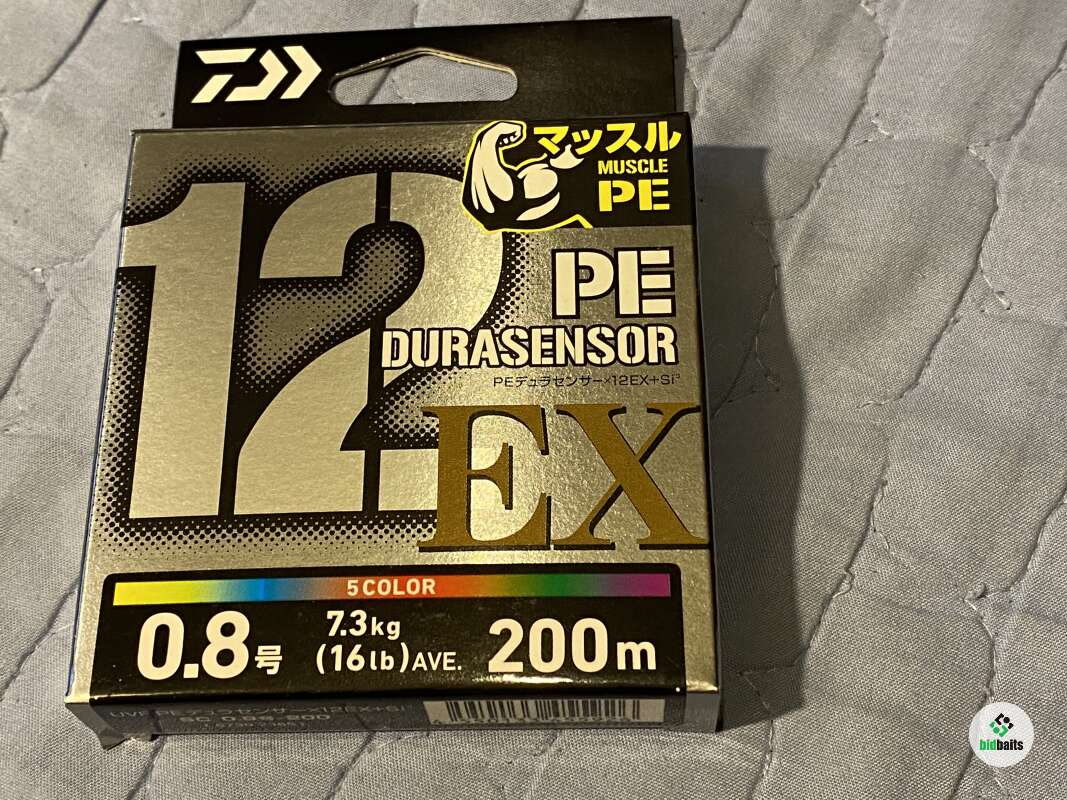 マッスル
MUSCLE
PE
12
PE
DURASENSOR
PEデュラセンサー×12EX+Si²
EX
5 COLOR
0.8号
7.3kg
(16lb) AVE.
200m
bidbaits